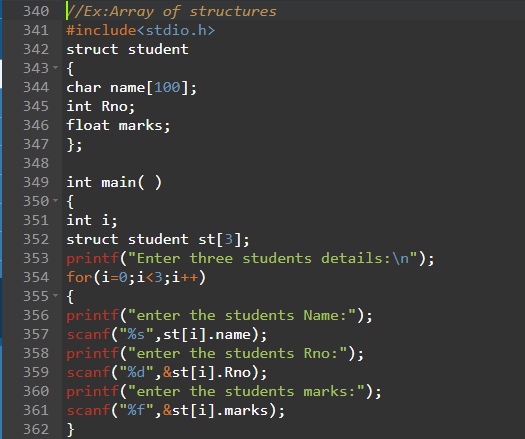 340 //Ex:Array of structures
341 #include<stdio.h>
342 struct student
343 {
344 char name[100];
345 int Rno;
346 float marks;
347 };
348
349 int main( )
350 {
351 int i;
352 struct student st[3];
353 printf("Enter three students details:\n");
354 for(i=0;i<3;i++)
355 {
356 printf("enter the students Name:");
357 scanf("%s",st[i].name);
358 printf("enter the students Rno:");
359 scanf("%d",&st[i].Rno);
360 printf("enter the students marks:");
361 scanf("%f",&st[i].marks);
362 }